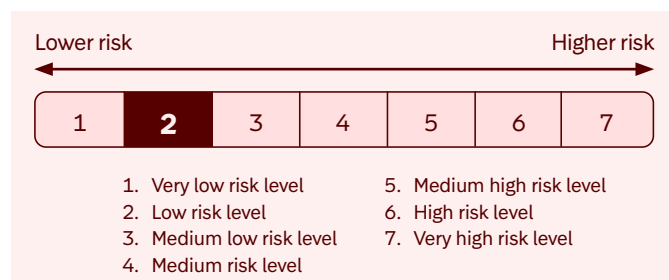 Lower risk Higher risk
1 2 3 4 5 6 7
1. Very low risk level
2. Low risk level
3. Medium low risk level
4. Medium risk level
5. Medium high risk level
6. High risk level
7. Very high risk level